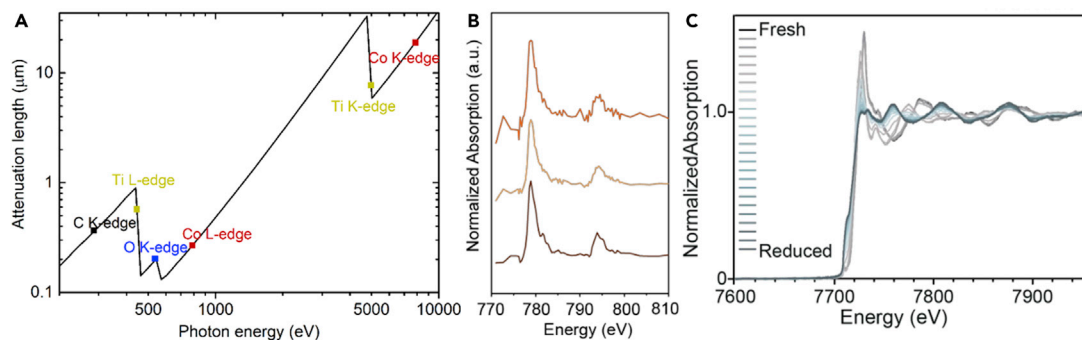 A
Attenuation length (μm)
10
1
0.1
C K-edge
Ti L-edge
O K-edge
Co L-edge
Co K-edge
Ti K-edge
500
1000
5000
10000
Photon energy (eV)
B
Normalized Absorption (a.u.)
771
780
790
800
810
Energy (eV)
C
NormalizedAbsorption
1.0
0
Fresh
Reduced
7600
7700
7800
7900
Energy (eV)